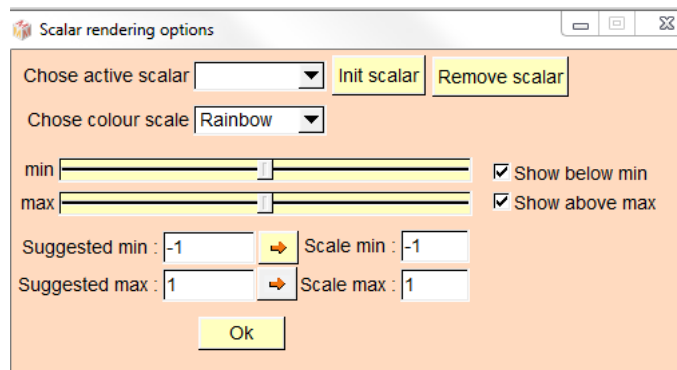 Scalar rendering options
Chose active scalar Init scalar Remove scalar
Chose colour scale Rainbow
min Show below min
max Show above max
Suggested min : -1 Scale min : -1
Suggested max : 1 Scale max : 1
Ok